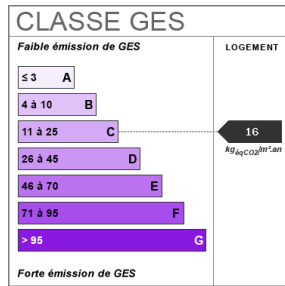 CLASSE GES
Faible émission de GES
LOGEMENT
≤ 3 A
4 à 10 B
11 à 25 C
16
kgéqCO2/m².an
26 à 45 D
46 à 70 E
71 à 95 F
> 95 G
Forte émission de GES